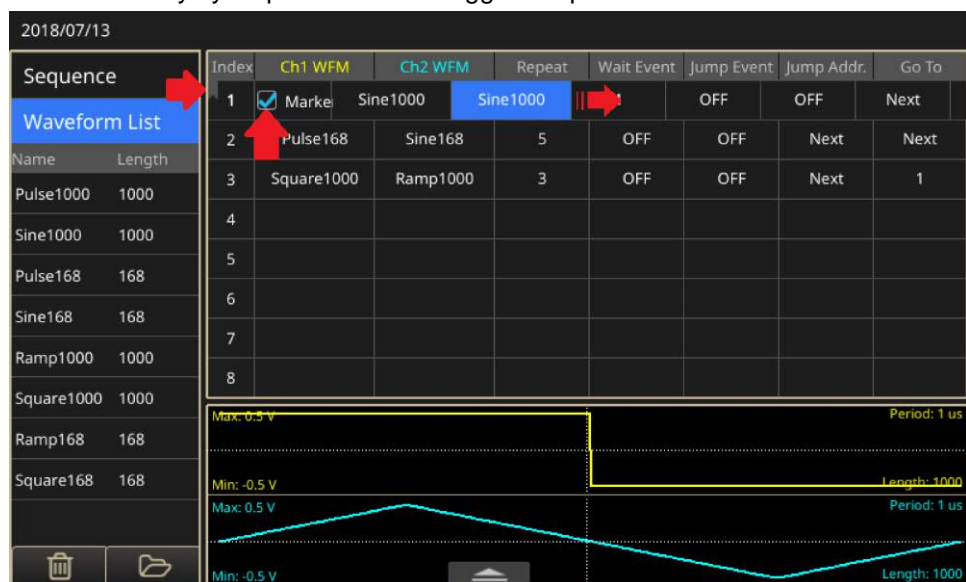 2018/07/13
Sequence
Waveform List
Name Length
Pulse1000 1000
Sine1000 1000
Pulse168 168
Sine168 168
Ramp1000 1000
Square1000 1000
Ramp168 168
Square168 168
Index Ch1 WFM Ch2 WFM Repeat Wait Event Jump Event Jump Addr. Go To
1 Marke Sine1000 Sine1000 OFF OFF Next
2 Pulse168 Sine168 5 OFF OFF Next Next
3 Square1000 Ramp1000 3 OFF OFF Next 1
4
5
6
7
8
Max: 0.5 V Period: 1 us
Min: -0.5 V Length: 1000
Max: 0.5 V Period: 1 us
Min: -0.5 V Length: 1000